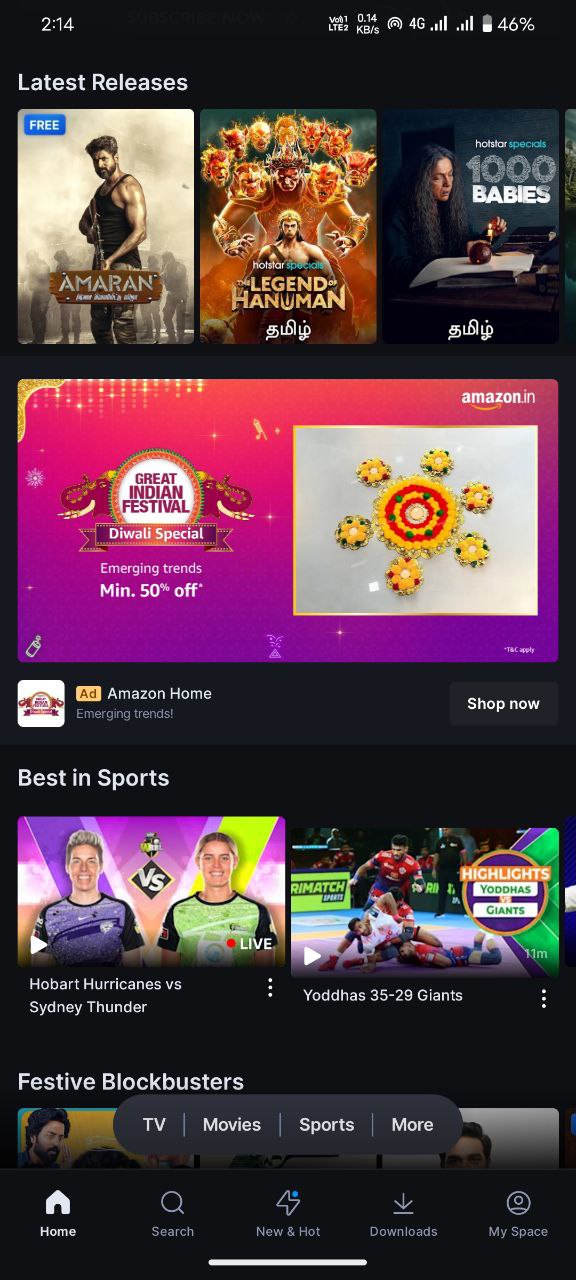 2:14
Vo)) 1
LTE2
0.14
KB/s
4G
46%
SUBSCRIBE NOW
Latest Releases
FREE
AMARAN
hotstar specials
THE LEGEND OF
HANUMAN
தமிழ்
hotstar specials
1000
BABIES
தமிழ்
amazon.in
GREAT
INDIAN
FESTIVAL
Diwali Special
Emerging trends
Min. 50% off*
*T&C apply
Ad Amazon Home
Emerging trends!
Shop now
Best in Sports
WBBL
VS
LIVE
Hobart Hurricanes vs
Sydney Thunder
PARIMATCH
SPORTS
HIGHLIGHTS
YODDHAS
VS
GIANTS
11m
Yoddhas 35-29 Giants
Festive Blockbusters
TV Movies Sports More
Home Search New & Hot Downloads My Space